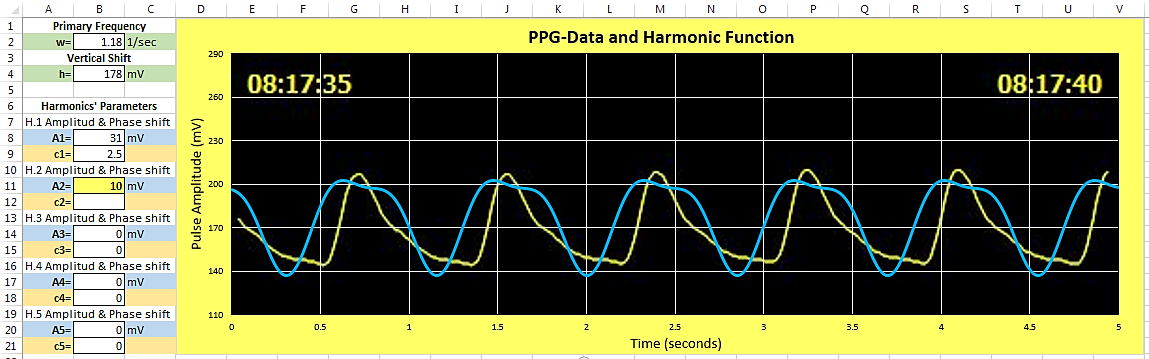 A B C D E F G H I J K L M N O P Q R S T U V
1 Primary Frequency
2 w= 1.18 1/sec
3 Vertical Shift
4 h= 178 mV
5
6 Harmonics' Parameters
7 H.1 Amplitud & Phase shift
8 A1= 31 mV
9 c1= 2.5
10 H.2 Amplitud & Phase shift
11 A2= 10 mV
12 c2=
13 H.3 Amplitud & Phase shift
14 A3= 0 mV
15 c3= 0
16 H.4 Amplitud & Phase shift
17 A4= 0 mV
18 c4= 0
19 H.5 Amplitud & Phase shift
20 A5= 0 mV
21 c5= 0
PPG-Data and Harmonic Function
08:17:35 08:17:40
Pulse Amplitude (mV)
290
260
230
200
170
140
110
0 0.5 1 1.5 2 2.5 3 3.5 4 4.5 5
Time (seconds)